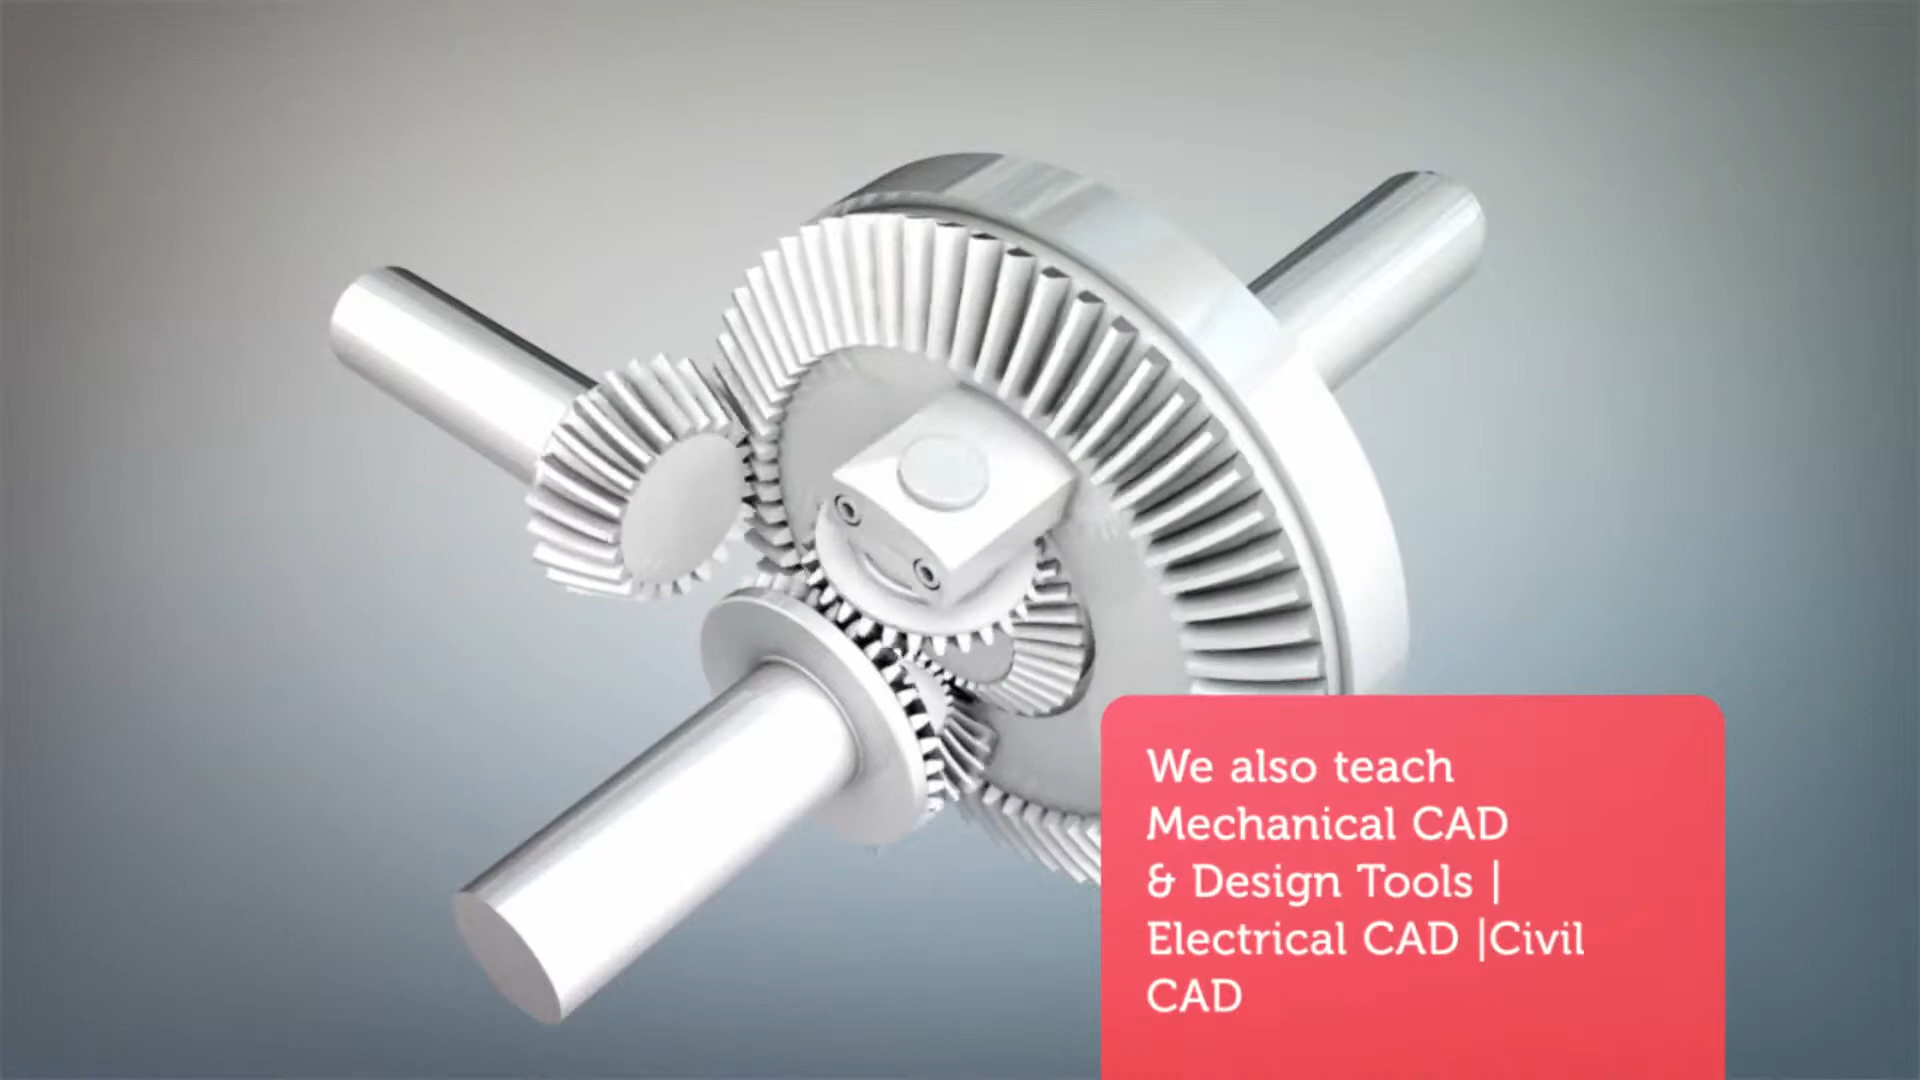 We also teach
Mechanical CAD
& Design Tools |
Electrical CAD |Civil
CAD